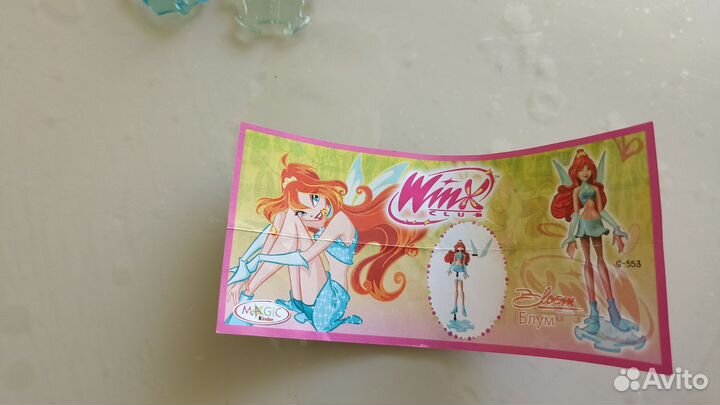 Winx
CLUB
S-553
Bloom
Блум
MAGIC
Kinder
Avito